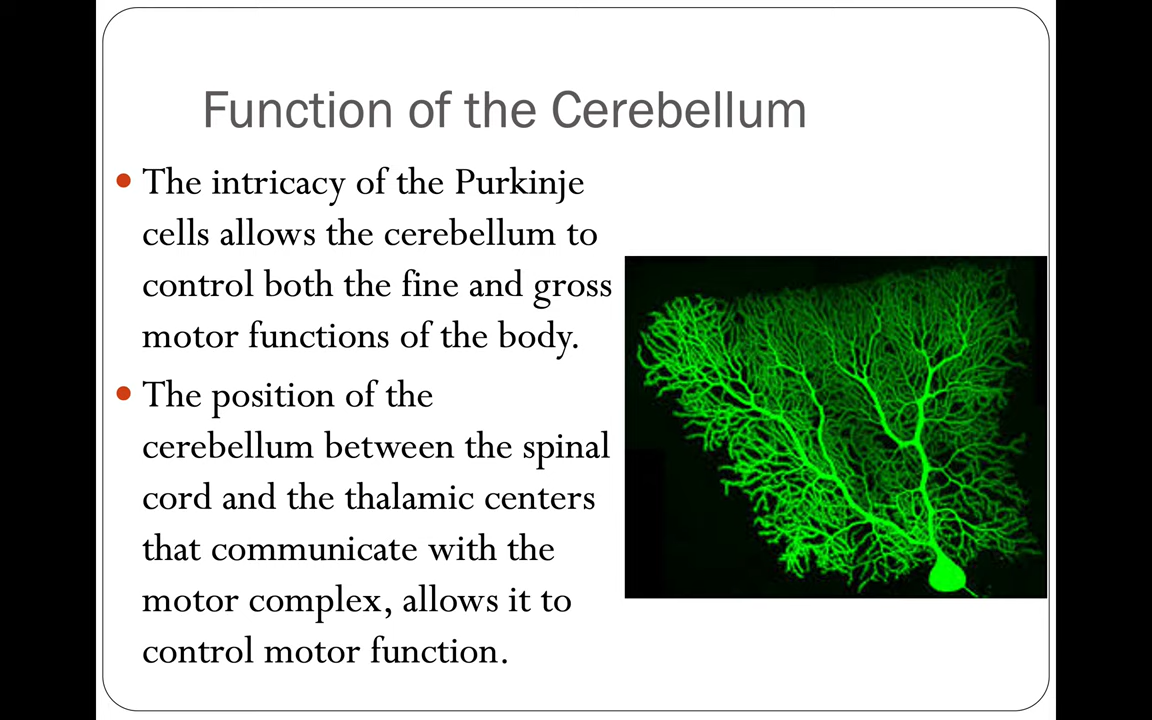 Function of the Cerebellum
• The intricacy of the Purkinje
cells allows the cerebellum to
control both the fine and gross
motor functions of the body.
• The position of the
cerebellum between the spinal
cord and the thalamic centers
that communicate with the
motor complex, allows it to
control motor function.